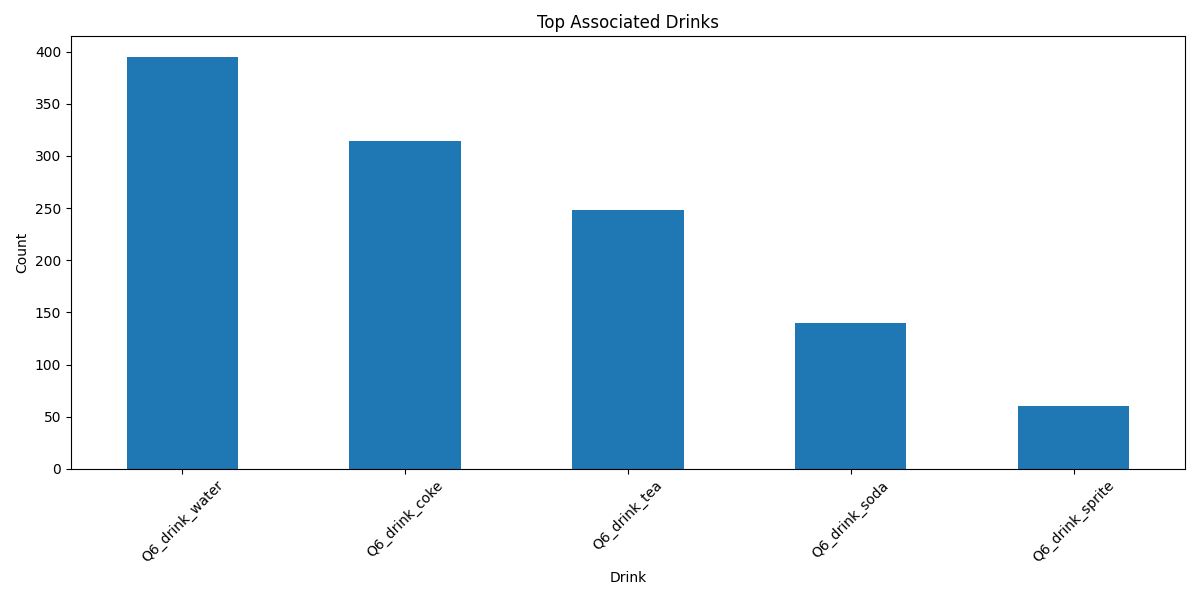 Top Associated Drinks
400
350
300
250
200
150
100
50
0
Count
Q6_drink_water
Q6_drink_coke
Q6_drink_tea
Q6_drink_soda
Q6_drink_sprite
Drink